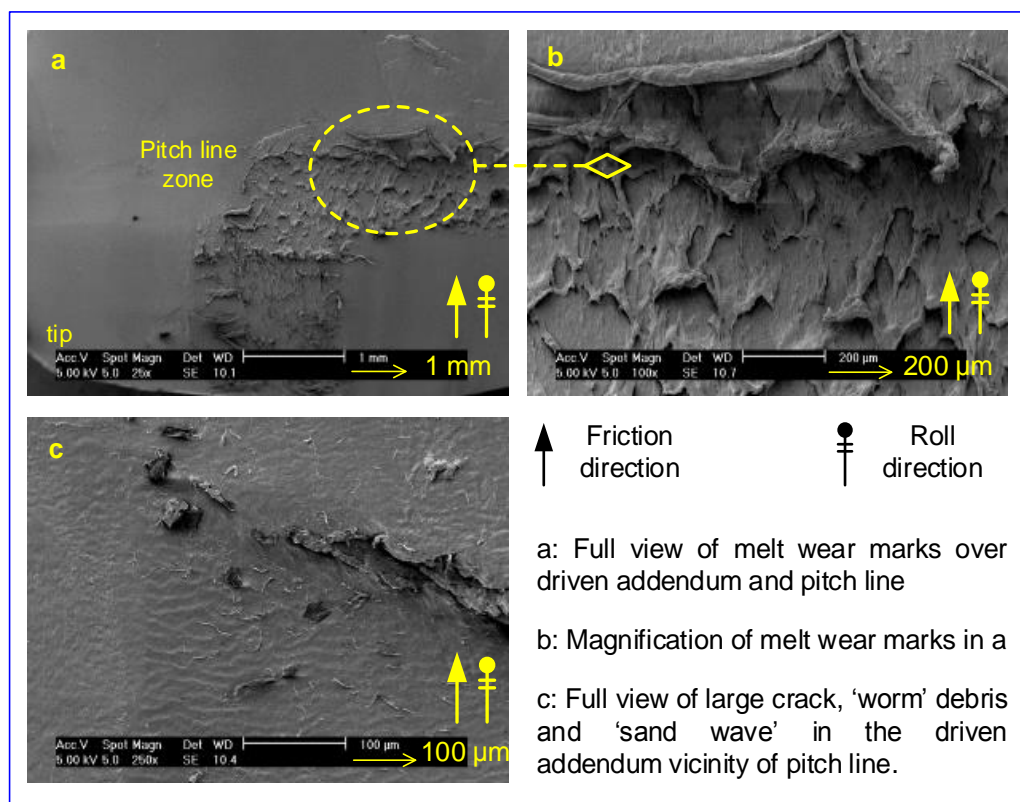 a
Pitch line
zone
tip
Acc.V Spot Magn Det WD 1 mm
5.00 kV 5.0 25x SE 10.1
1 mm
b
Acc.V Spot Magn Det WD 200 µm
5.00 kV 5.0 100x SE 10.7
200 µm
c
Acc.V Spot Magn Det WD 100 µm
5.00 kV 5.0 250x SE 10.4
100 µm
Friction
direction
Roll
direction
a: Full view of melt wear marks over
driven addendum and pitch line
b: Magnification of melt wear marks in a
c: Full view of large crack, ‘worm’ debris
and ‘sand wave’ in the driven
addendum vicinity of pitch line.